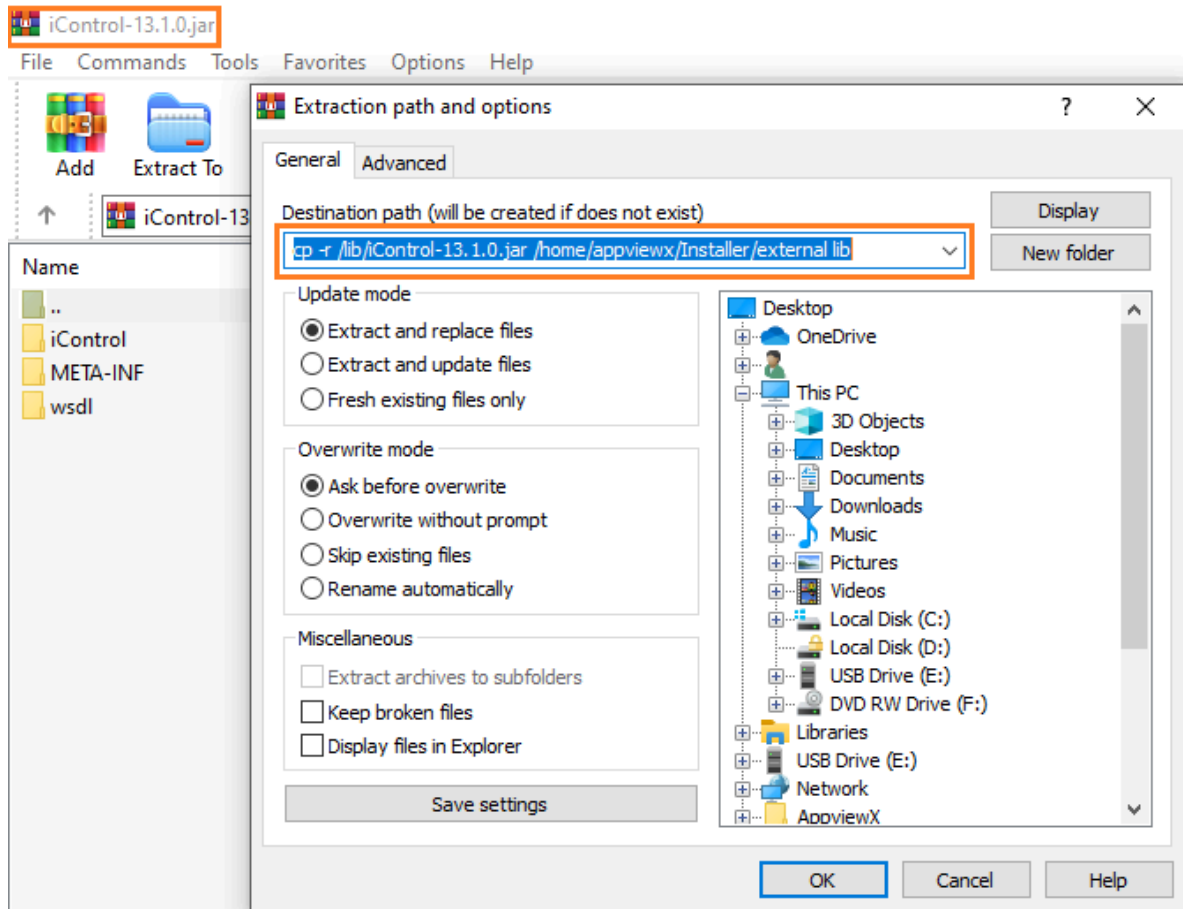 iControl-13.1.0.jar
File Commands Tools Favorites Options Help
Extraction path and options
? 
Add
Extract To
General
Advanced
iControl-13
Destination path (will be created if does not exist)
Display
cp -r /lib/iControl-13.1.0.jar /home/appviewx/Installer/external lib
New folder
Name
..
iControl
META-INF
wsdl
Update mode
Extract and replace files
Extract and update files
Fresh existing files only
Overwrite mode
Ask before overwrite
Overwrite without prompt
Skip existing files
Rename automatically
Miscellaneous
Extract archives to subfolders
Keep broken files
Display files in Explorer
Save settings
Desktop
OneDrive
This PC
3D Objects
Desktop
Documents
Downloads
Music
Pictures
Videos
Local Disk (C:)
Local Disk (D:)
USB Drive (E:)
DVD RW Drive (F:)
Libraries
USB Drive (E:)
Network
AppviewX
OK
Cancel
Help